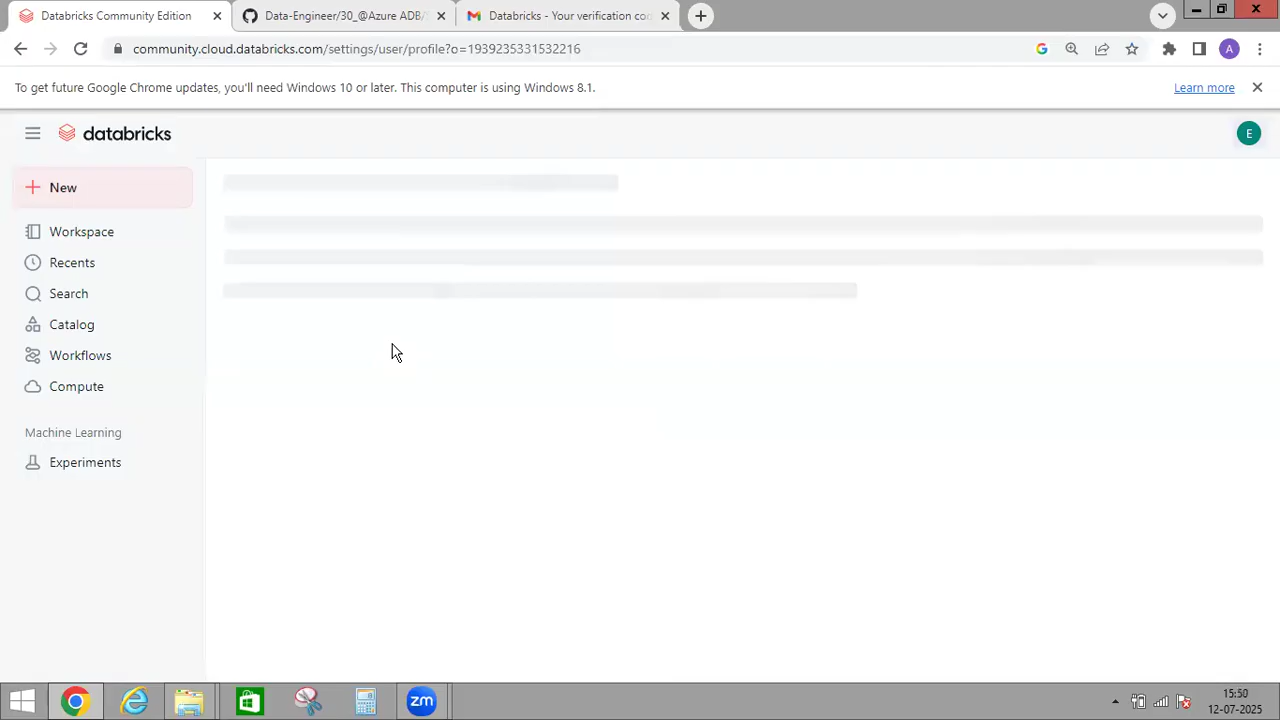 Databricks Community Edition
Data-Engineer/30_@Azure ADB/
Databricks - Your verification co
community.cloud.databricks.com/settings/user/profile?o=1939235331532216
A
To get future Google Chrome updates, you'll need Windows 10 or later. This computer is using Windows 8.1.
Learn more
databricks
E
New
Workspace
Recents
Search
Catalog
Workflows
Compute
Machine Learning
Experiments
zm
15:50
12-07-2025